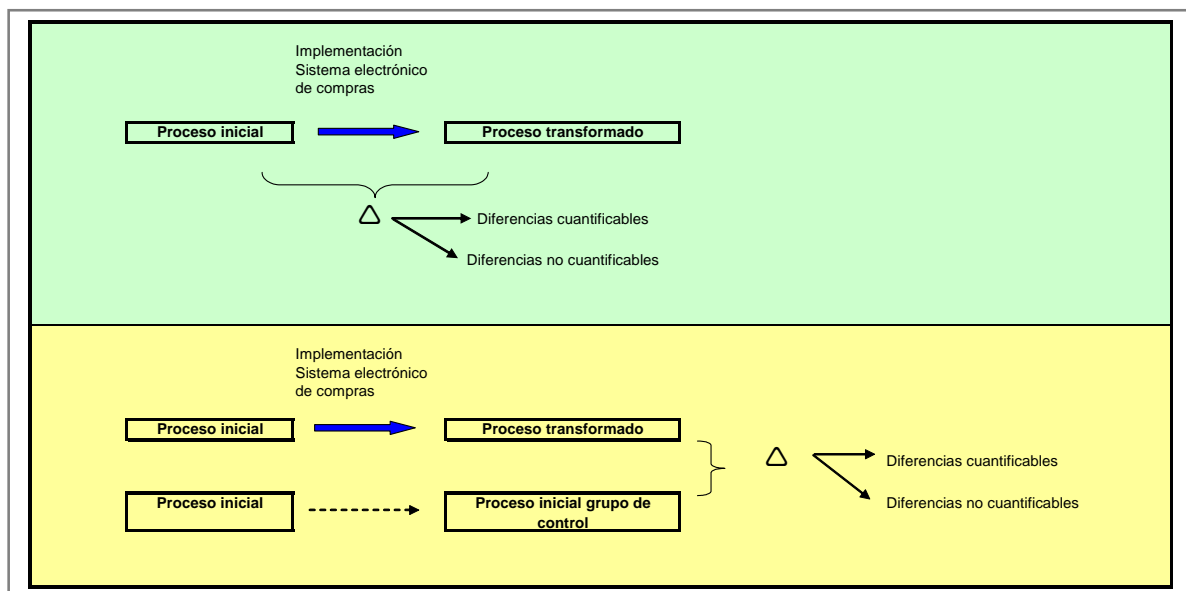 Implementación
Sistema electrónico
de compras
Proceso inicial
Proceso transformado
Diferencias cuantificables
Diferencias no cuantificables
Implementación
Sistema electrónico
de compras
Proceso inicial
Proceso transformado
Diferencias cuantificables
Proceso inicial
Proceso inicial grupo de
control
Diferencias no cuantificables